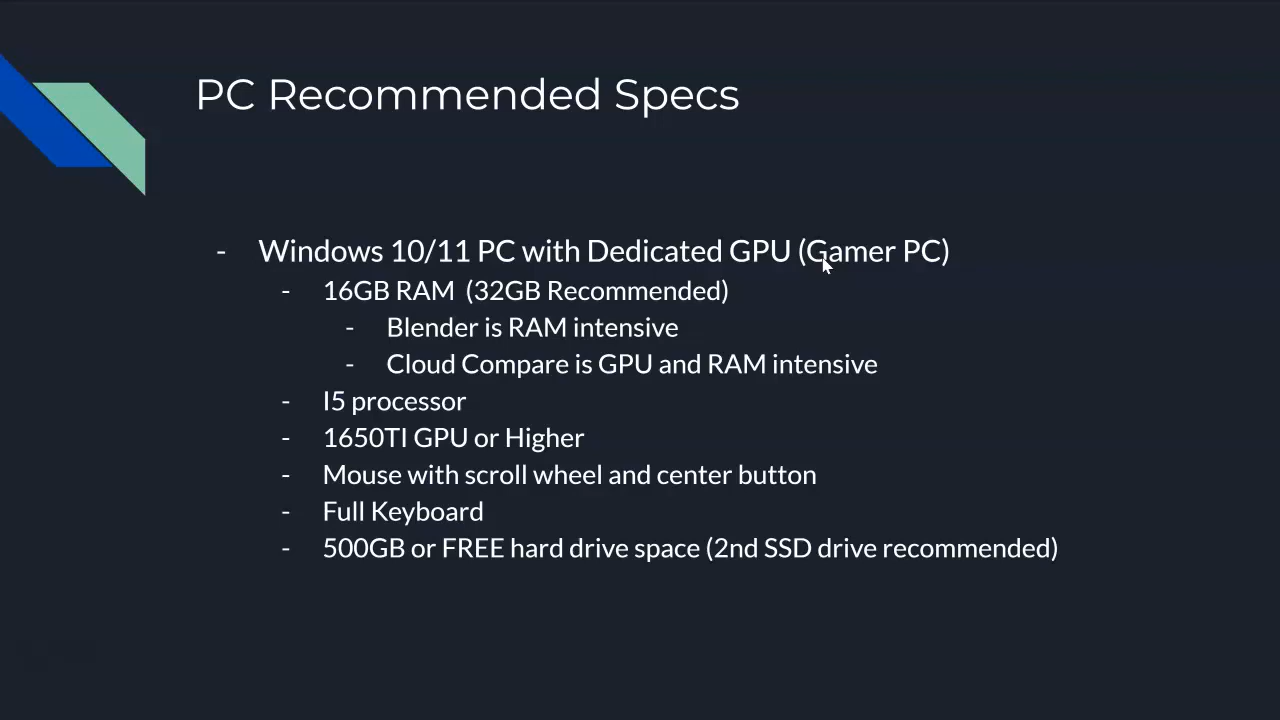 PC Recommended Specs
- Windows 10/11 PC with Dedicated GPU (Gamer PC)
- 16GB RAM (32GB Recommended)
- Blender is RAM intensive
- Cloud Compare is GPU and RAM intensive
- I5 processor
- 1650TI GPU or Higher
- Mouse with scroll wheel and center button
- Full Keyboard
- 500GB or FREE hard drive space (2nd SSD drive recommended)